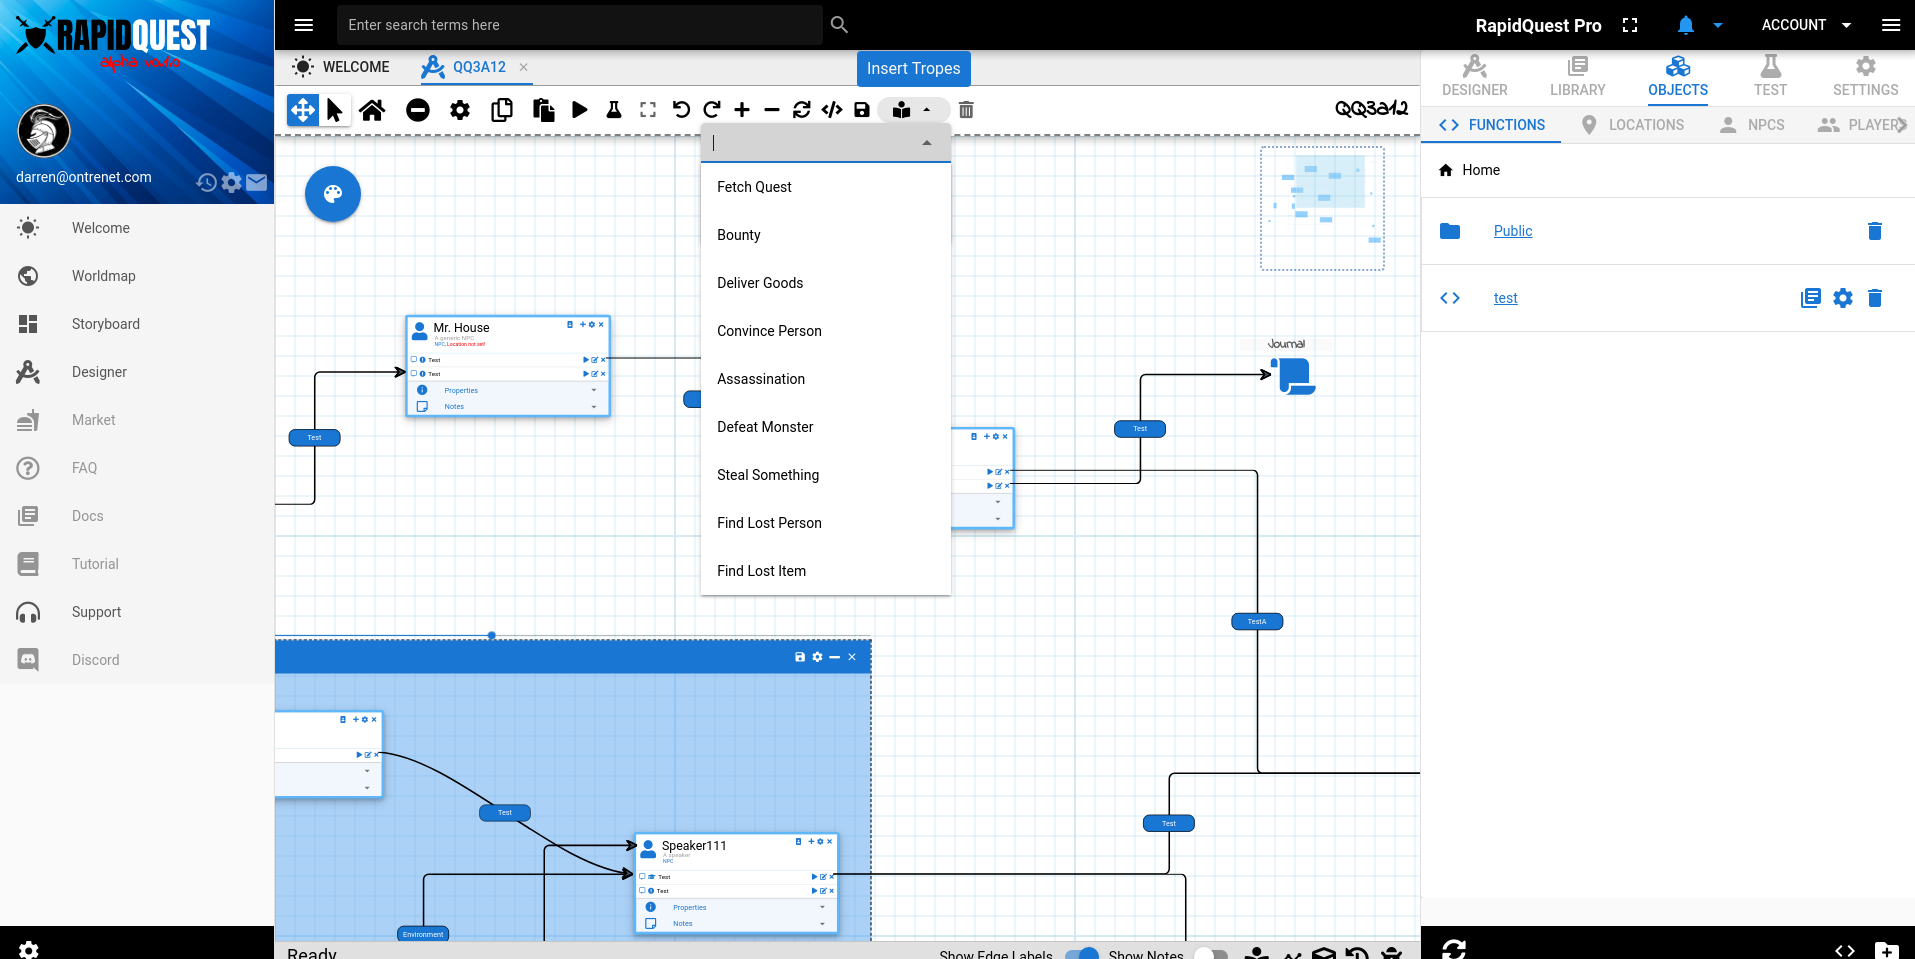 RAPIDQUEST
alpha v0.1.0
darren@ontrenet.com
Welcome
Worldmap
Storyboard
Designer
Market
FAQ
Docs
Tutorial
Support
Discord
Enter search terms here
RapidQuest Pro
ACCOUNT
WELCOME
QQ3A12
Insert Tropes
QQ3a12
Fetch Quest
Bounty
Deliver Goods
Convince Person
Assassination
Defeat Monster
Steal Something
Find Lost Person
Find Lost Item
Mr. House
A generic NPC
NPC, Location not set!
Test
Test
Properties
Notes
Test
Journal
Test
TestA
Test
Test
Speaker111
A speaker
NPC
Test
Test
Properties
Notes
Environment
Ready
Show Edge Labels
Show Notes
DESIGNER
LIBRARY
OBJECTS
TEST
SETTINGS
FUNCTIONS
LOCATIONS
NPCS
PLAYERS
Home
Public
test